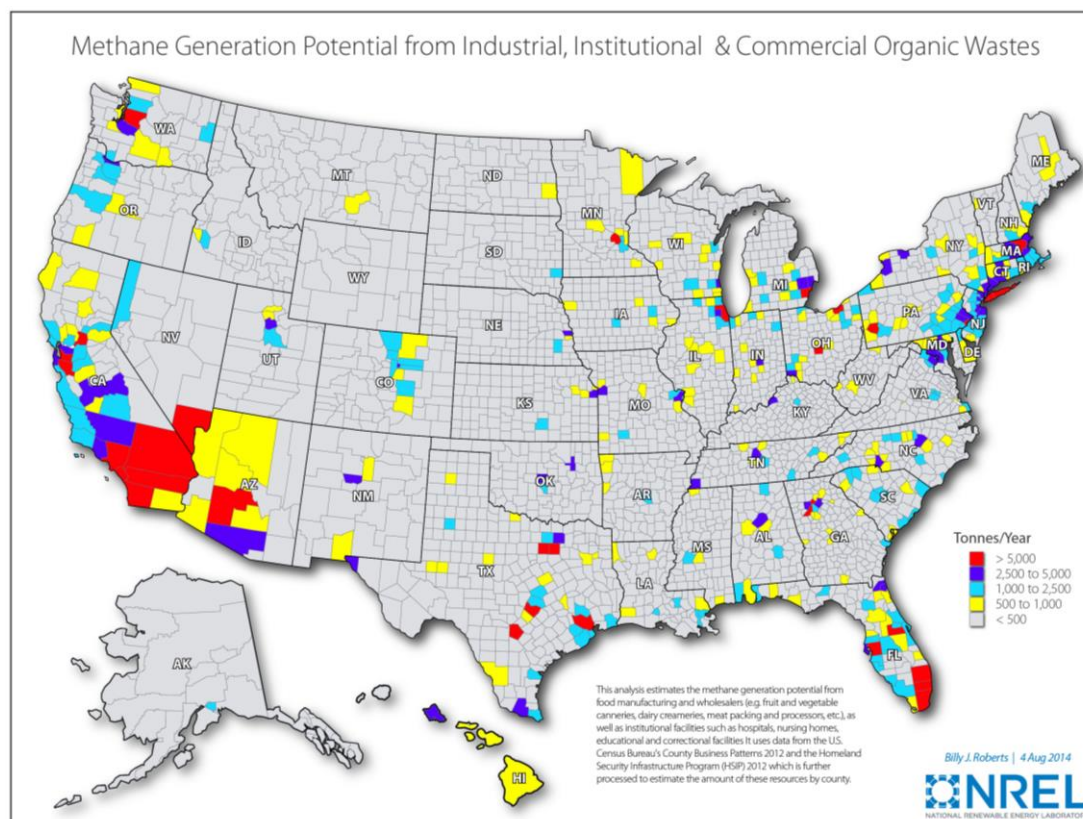 Methane Generation Potential from Industrial, Institutional & Commercial Organic Wastes
WA
MT
ND
MN
ME
VT
NH
OR
ID
SD
WI
NY
MA
CT
RI
WY
MI
PA
NJ
NV
NE
IA
OH
MD
DE
UT
IL
IN
WV
CA
CO
KS
MO
KY
VA
TN
NC
AZ
NM
OK
AR
SC
MS
AL
GA
TX
LA
FL
AK
HI
Tonnes/Year
> 5,000
2,500 to 5,000
1,000 to 2,500
500 to 1,000
< 500
This analysis estimates the methane generation potential from
food manufacturing and wholesalers (e.g. fruit and vegetable
canneries, dairy creameries, meat packing and processors, etc.), as
well as institutional facilities such as hospitals, nursing homes,
educational and correctional facilities It uses data from the U.S.
Census Bureau's County Business Patterns 2012 and the Homeland
Security Infrastructure Program (HSIP) 2012 which is further
processed to estimate the amount of these resources by county.
Billy J. Roberts | 4 Aug 2014
NREL
NATIONAL RENEWABLE ENERGY LABORATORY